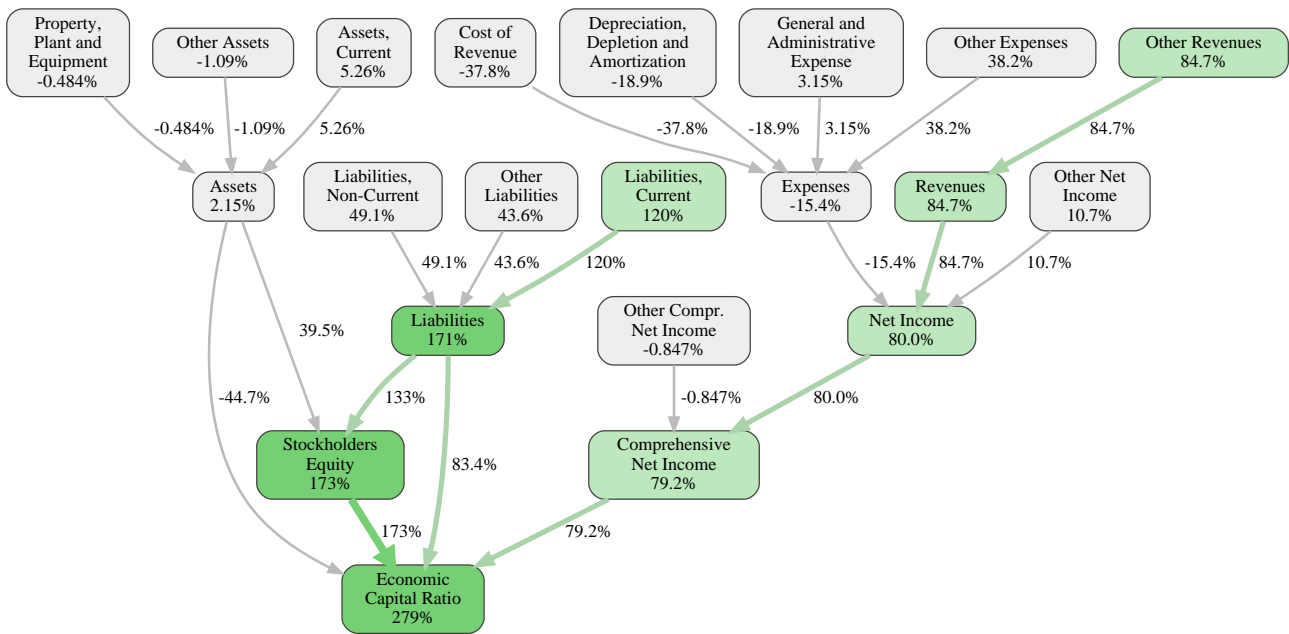 Property,
Plant and
Equipment
-0.484%
Other Assets
-1.09%
Assets,
Current
5.26%
Cost of
Revenue
-37.8%
Depreciation,
Depletion and
Amortization
-18.9%
General and
Administrative
Expense
3.15%
Other Expenses
38.2%
Other Revenues
84.7%
-0.484%
-1.09%
5.26%
-37.8%
-18.9%
3.15%
38.2%
84.7%
Assets
2.15%
Liabilities,
Non-Current
49.1%
Other
Liabilities
43.6%
Liabilities,
Current
120%
Expenses
-15.4%
Revenues
84.7%
Other Net
Income
10.7%
49.1%
43.6%
120%
-15.4%
84.7%
10.7%
39.5%
Liabilities
171%
Other Compr.
Net Income
-0.847%
Net Income
80.0%
-44.7%
133%
-0.847%
80.0%
Stockholders
Equity
173%
83.4%
Comprehensive
Net Income
79.2%
173%
79.2%
Economic
Capital Ratio
279%